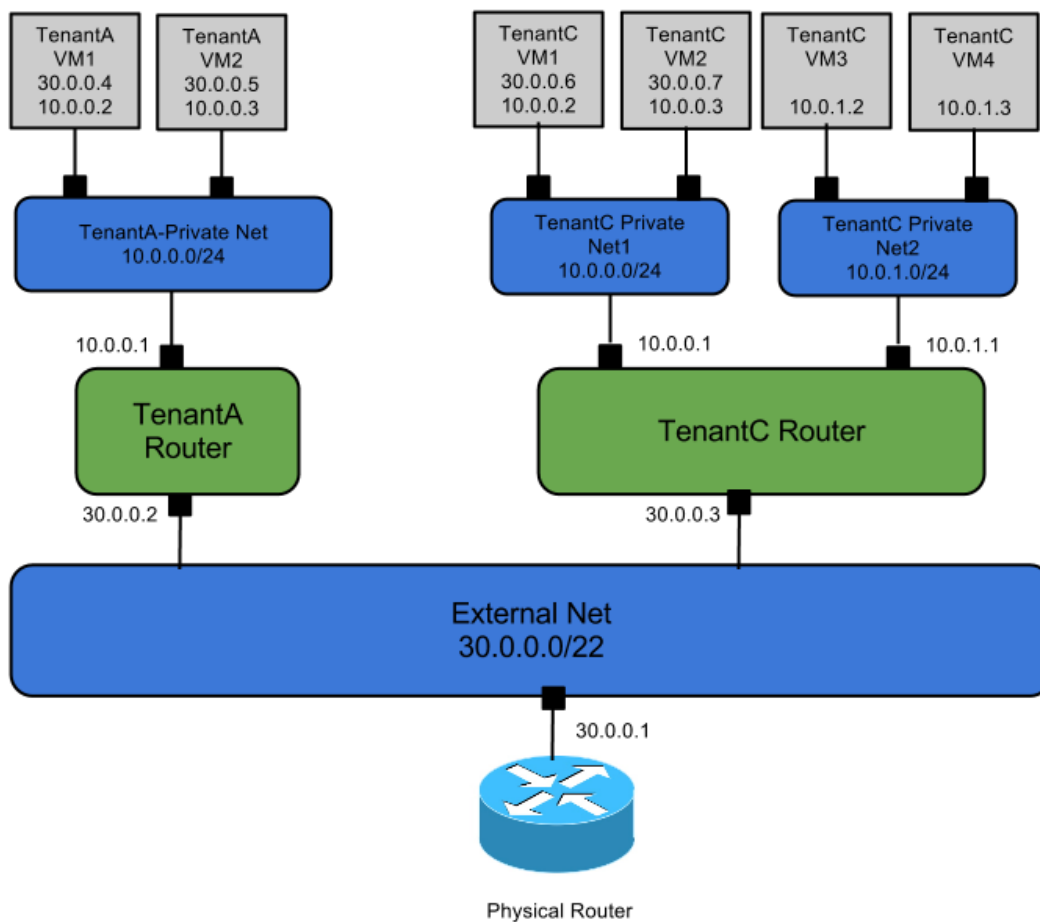 TenantA
VM1
30.0.0.4
10.0.0.2
TenantA
VM2
30.0.0.5
10.0.0.3
TenantC
VM1
30.0.0.6
10.0.0.2
TenantC
VM2
30.0.0.7
10.0.0.3
TenantC
VM3
10.0.1.2
TenantC
VM4
10.0.1.3
TenantA-Private Net
10.0.0.0/24
TenantC Private
Net1
10.0.0.0/24
TenantC Private
Net2
10.0.1.0/24
10.0.0.1
10.0.0.1
10.0.1.1
TenantA
Router
TenantC Router
30.0.0.2
30.0.0.3
External Net
30.0.0.0/22
30.0.0.1
Physical Router